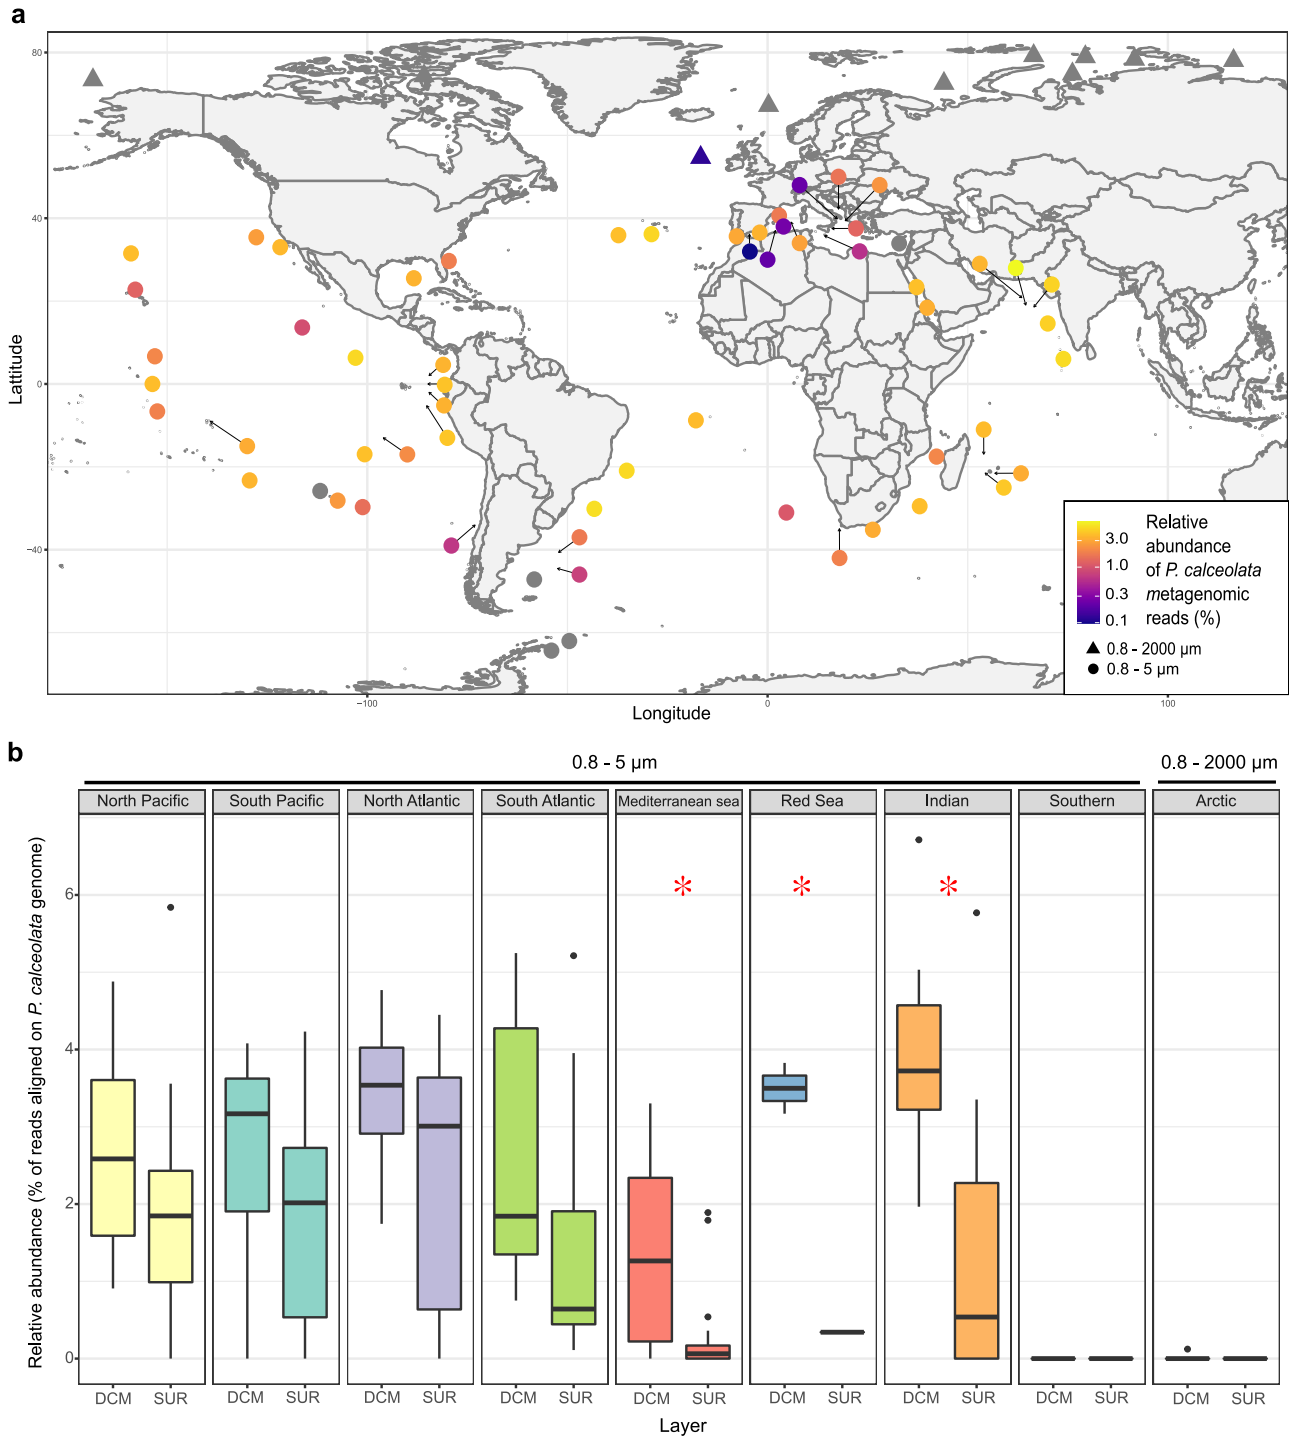 a
80
40
0
−40
Lattitude
−100
0
100
Longitude
Relative
abundance
of P. calceolata
metagenomic
reads (%)
3.0
1.0
0.3
0.1
0.8 - 2000 µm
0.8 - 5 µm
b
0.8 - 5 µm
0.8 - 2000 µm
North Pacific
South Pacific
North Atlantic
South Atlantic
Mediterranean sea
Red Sea
Indian
Southern
Arctic
Relative abundance (% of reads aligned on P. calceolata genome)
6
4
2
0
* * *
DCM SUR DCM SUR DCM SUR DCM SUR DCM SUR DCM SUR DCM SUR DCM SUR DCM SUR
Layer